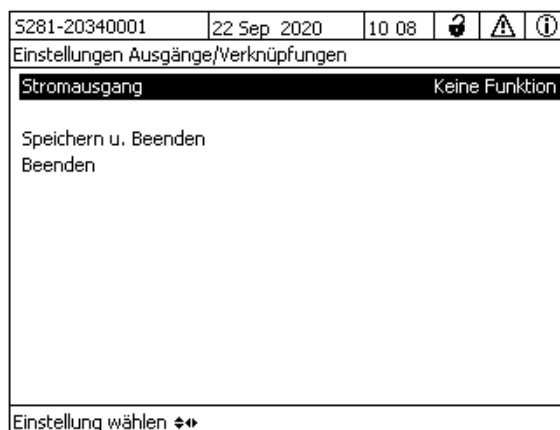 S281-20340001 22 Sep 2020 10 08
Einstellungen Ausgänge/Verknüpfungen
Stromausgang Keine Funktion
Speichern u. Beenden
Beenden
Einstellung wählen